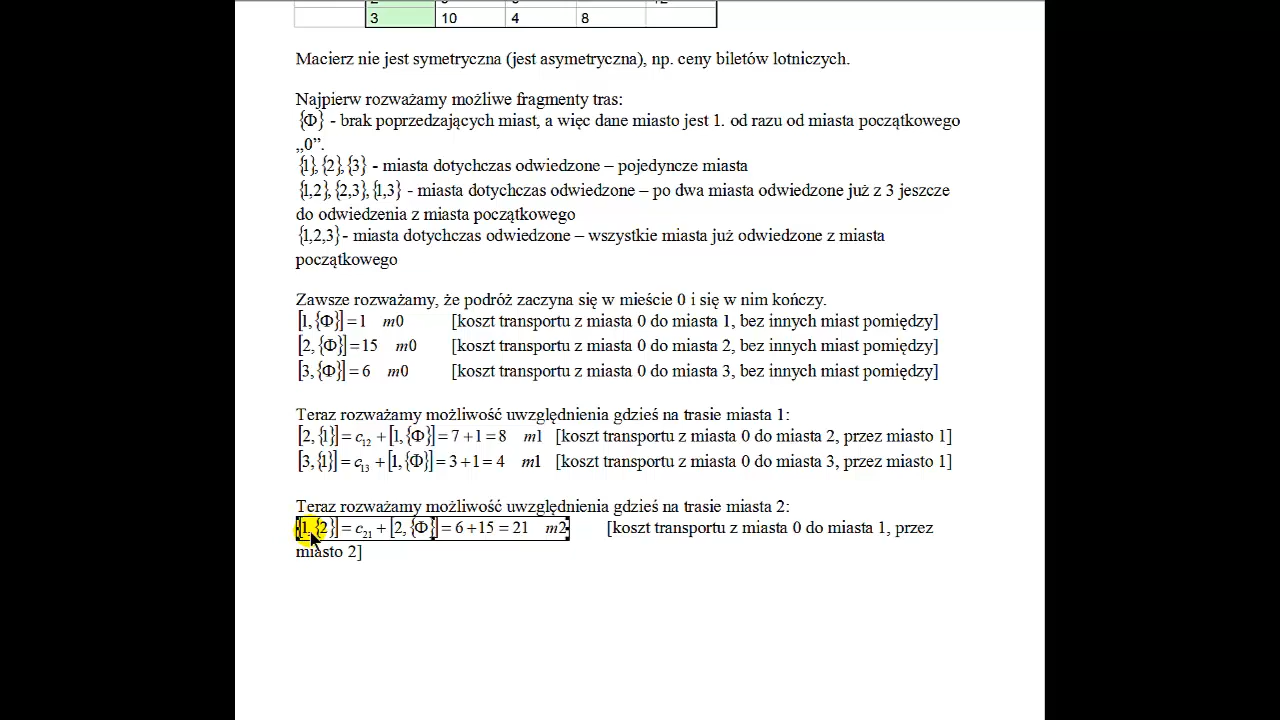 3 10 4 8
Macierz nie jest symetryczna (jest asymetryczna), np. ceny biletów lotniczych.
Najpierw rozważamy możliwe fragmenty tras:
{Φ} - brak poprzedzających miast, a więc dane miasto jest 1. od razu od miasta początkowego
„0”.
{1},{2},{3} - miasta dotychczas odwiedzone – pojedyncze miasta
{1,2},{2,3},{1,3} - miasta dotychczas odwiedzone – po dwa miasta odwiedzone już z 3 jeszcze
do odwiedzenia z miasta początkowego
{1,2,3}- miasta dotychczas odwiedzone – wszystkie miasta już odwiedzone z miasta
początkowego
Zawsze rozważamy, że podróż zaczyna się w mieście 0 i się w nim kończy.
[1,{Φ}]=1 m0 [koszt transportu z miasta 0 do miasta 1, bez innych miast pomiędzy]
[2,{Φ}]=15 m0 [koszt transportu z miasta 0 do miasta 2, bez innych miast pomiędzy]
[3,{Φ}]=6 m0 [koszt transportu z miasta 0 do miasta 3, bez innych miast pomiędzy]
Teraz rozważamy możliwość uwzględnienia gdzieś na trasie miasta 1:
[2,{1}]=c₁₂+[1,{Φ}]=7+1=8 m1 [koszt transportu z miasta 0 do miasta 2, przez miasto 1]
[3,{1}]=c₁₃+[1,{Φ}]=3+1=4 m1 [koszt transportu z miasta 0 do miasta 3, przez miasto 1]
Teraz rozważamy możliwość uwzględnienia gdzieś na trasie miasta 2:
[1,{2}]=c₂₁+[2,{Φ}]=6+15=21 m2 [koszt transportu z miasta 0 do miasta 1, przez
miasto 2]